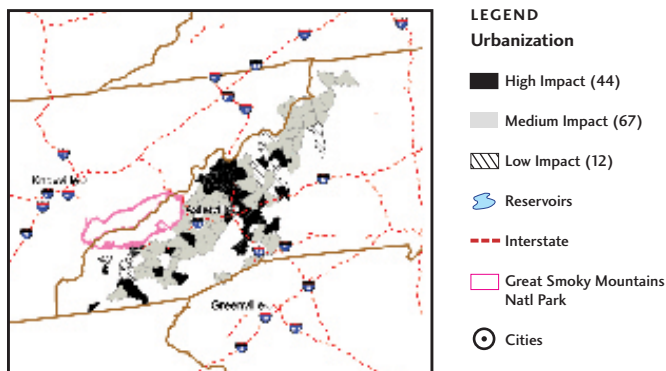 LEGEND
Urbanization
High Impact (44)
Medium Impact (67)
Low Impact (12)
Reservoirs
Interstate
Great Smoky Mountains
Natl Park
Cities
Greenville